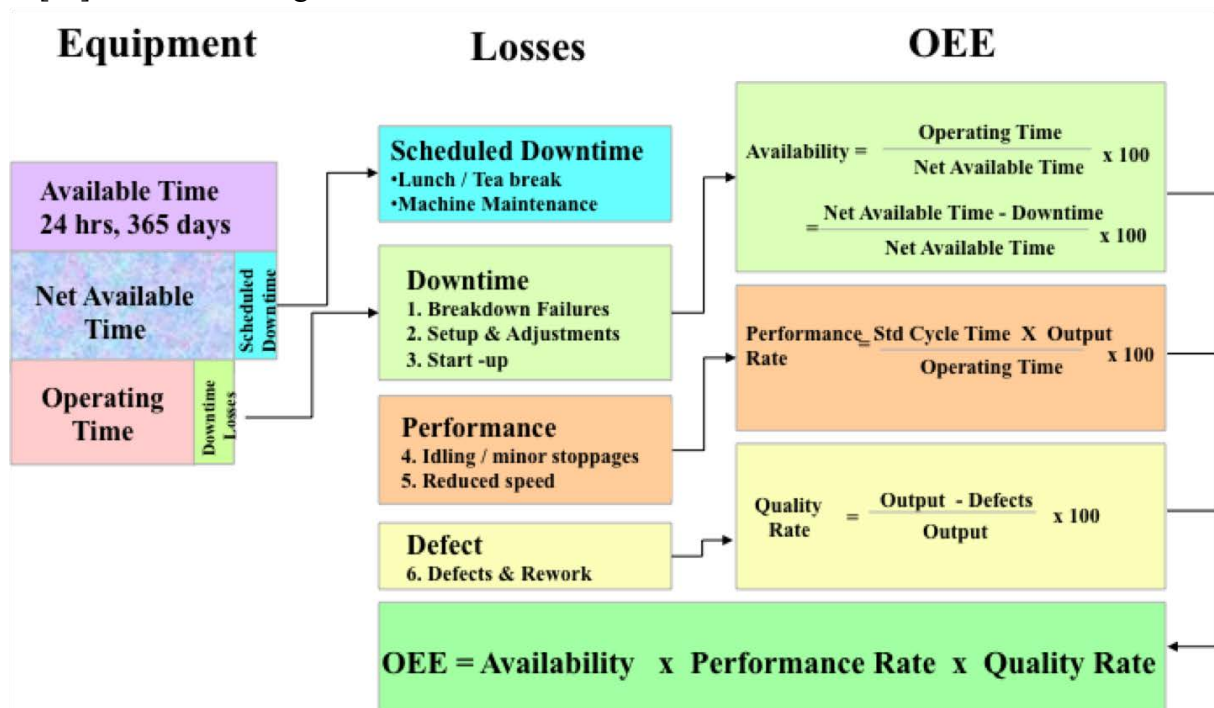 Equipment
Losses
OEE
Available Time
24 hrs, 365 days
Net Available
Time
Scheduled
Downtime
Operating
Time
Downtime
Losses
Scheduled Downtime
•Lunch / Tea break
•Machine Maintenance
Downtime
1. Breakdown Failures
2. Setup & Adjustments
3. Start -up
Performance
4. Idling / minor stoppages
5. Reduced speed
Defect
6. Defects & Rework
Availability = Operating Time
Net Available Time
x 100
= Net Available Time - Downtime
Net Available Time
x 100
Performance
Rate
= Std Cycle Time X Output
Operating Time
x 100
Quality
Rate
= Output - Defects
Output
x 100
OEE = Availability x Performance Rate x Quality Rate